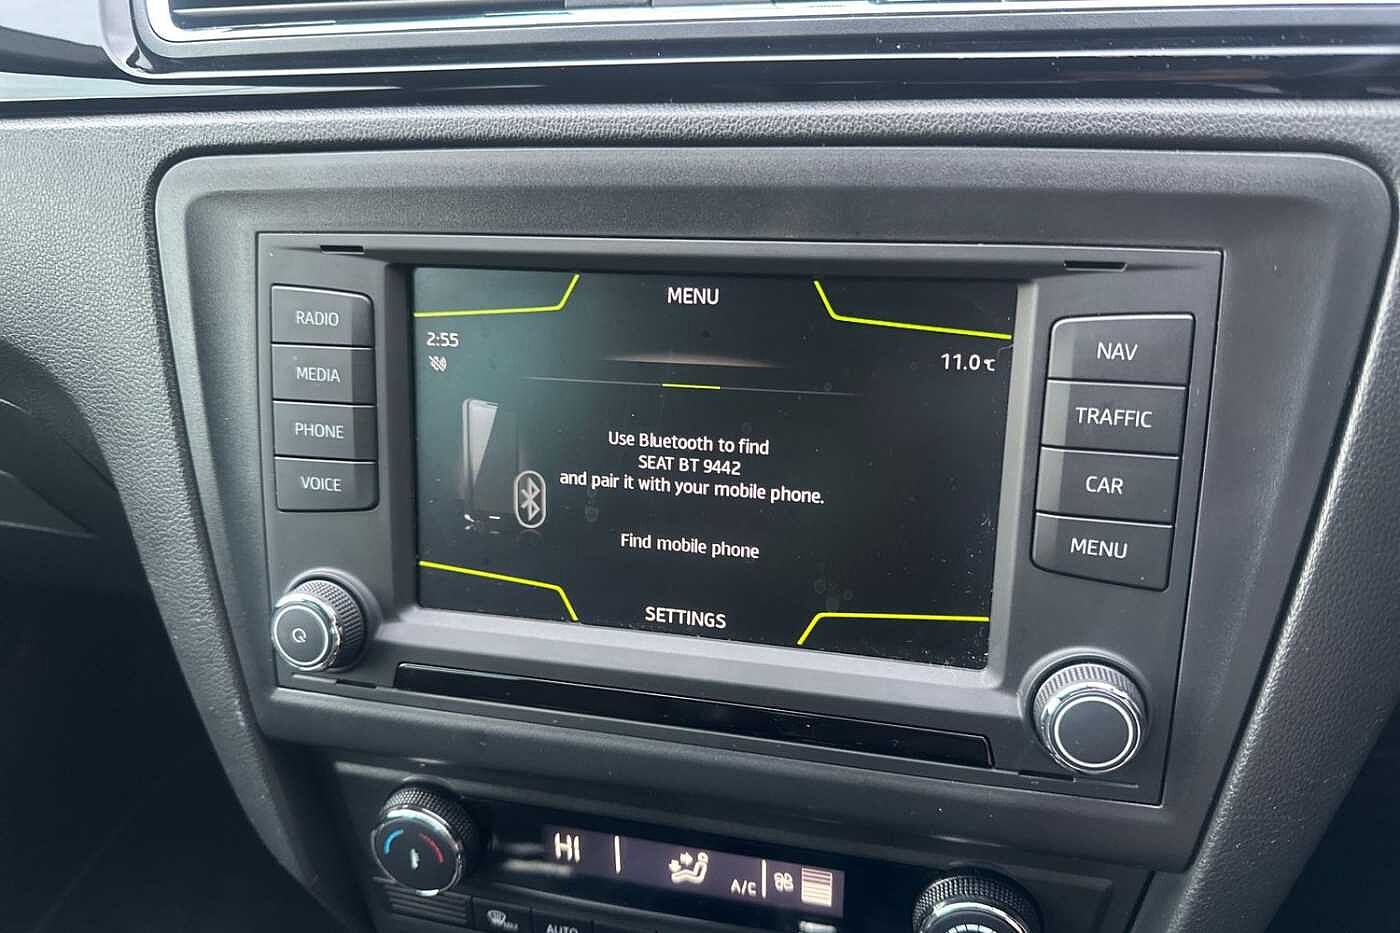 MENU
2:55
11.0℃
Use Bluetooth to find
SEAT BT 9442
and pair it with your mobile phone.
Find mobile phone
SETTINGS
RADIO
MEDIA
PHONE
VOICE
NAV
TRAFFIC
CAR
MENU
HI
A/C
AUTO